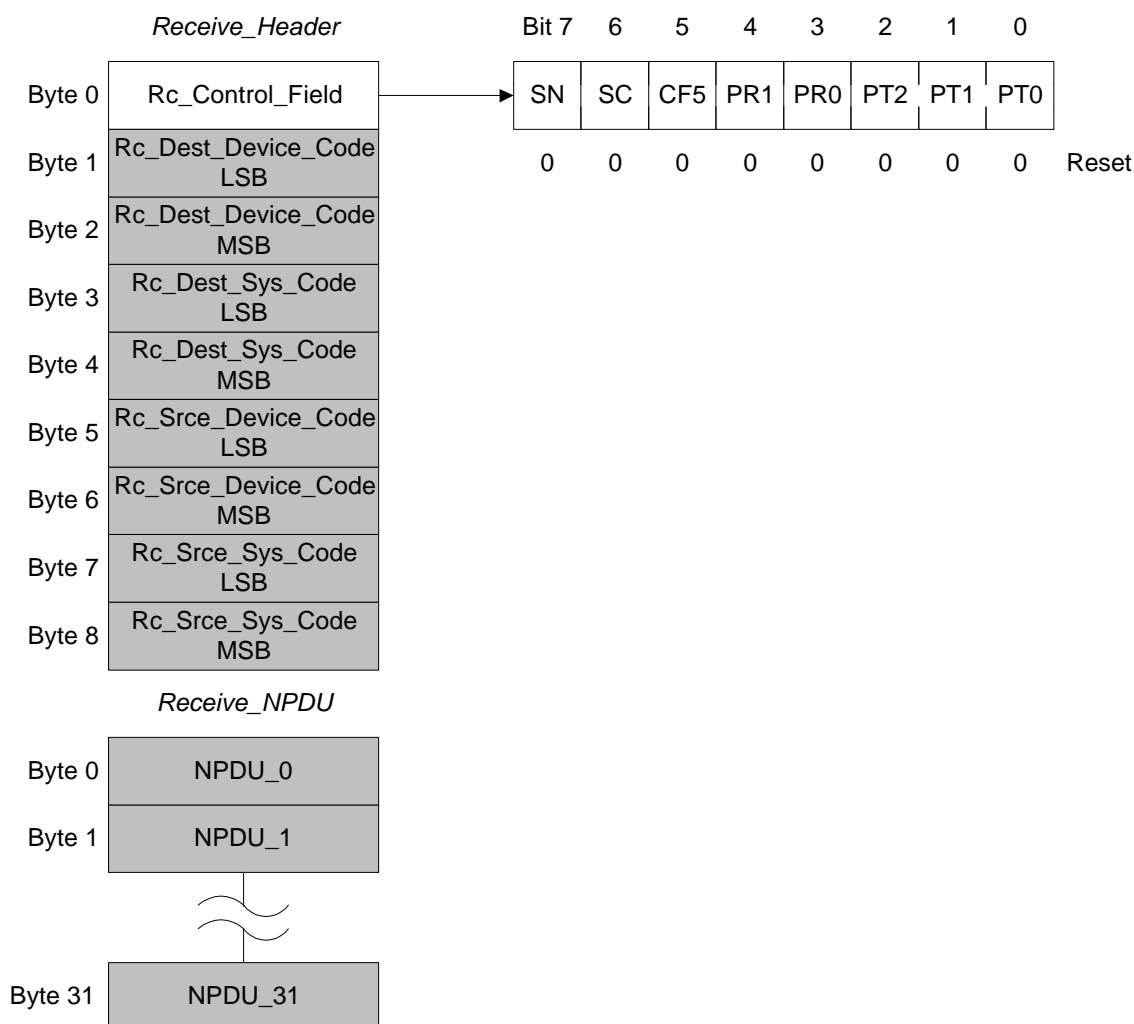 Receive_Header
Bit 7 6 5 4 3 2 1 0
Byte 0 Rc_Control_Field SN SC CF5 PR1 PR0 PT2 PT1 PT0
Byte 1 Rc_Dest_Device_Code
LSB
0 0 0 0 0 0 0 0 Reset
Byte 2 Rc_Dest_Device_Code
MSB
Byte 3 Rc_Dest_Sys_Code
LSB
Byte 4 Rc_Dest_Sys_Code
MSB
Byte 5 Rc_Srce_Device_Code
LSB
Byte 6 Rc_Srce_Device_Code
MSB
Byte 7 Rc_Srce_Sys_Code
LSB
Byte 8 Rc_Srce_Sys_Code
MSB
Receive_NPDU
Byte 0 NPDU_0
Byte 1 NPDU_1
Byte 31 NPDU_31